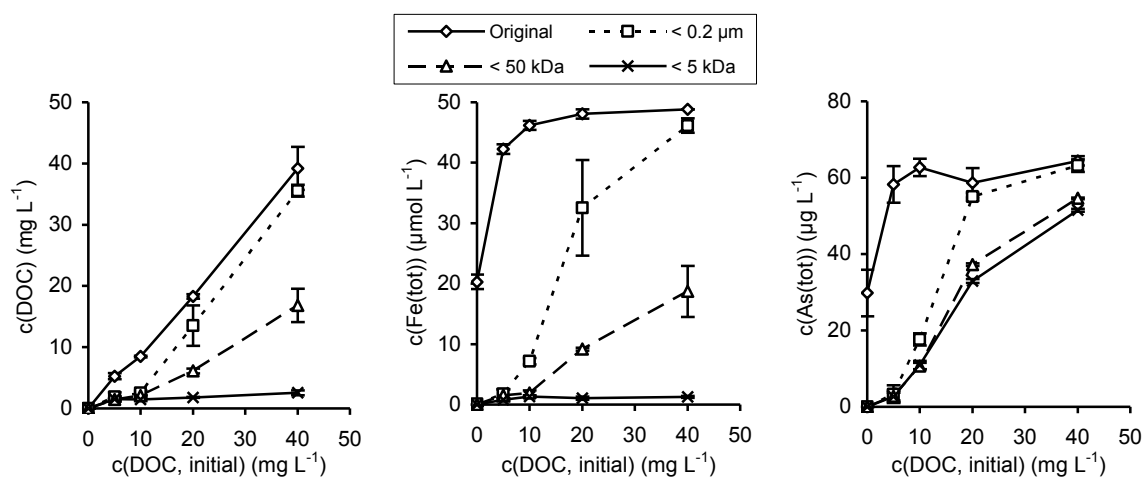 Original
< 0.2 µm
< 50 kDa
< 5 kDa
c(DOC) (mg L⁻¹)
50
40
30
20
10
0
0 10 20 30 40 50
c(DOC, initial) (mg L⁻¹)
c(Fe(tot)) (µmol L⁻¹)
50
40
30
20
10
0
0 10 20 30 40 50
c(DOC, initial) (mg L⁻¹)
c(As(tot)) (µg L⁻¹)
80
60
40
20
0
0 10 20 30 40 50
c(DOC, initial) (mg L⁻¹)